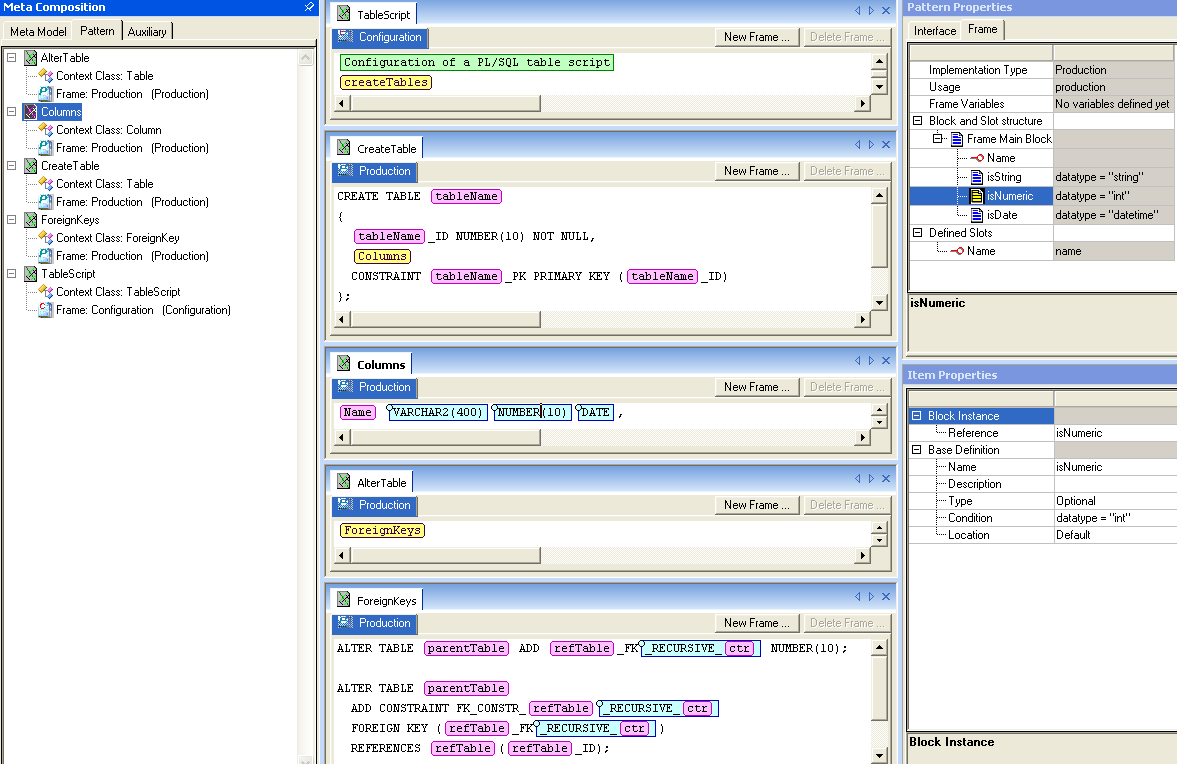 Meta Composition
Meta Model Pattern Auxiliary
AlterTable
Context Class: Table
Frame: Production (Production)
Columns
Context Class: Column
Frame: Production (Production)
CreateTable
Context Class: Table
Frame: Production (Production)
ForeignKeys
Context Class: ForeignKey
Frame: Production (Production)
TableScript
Context Class: TableScript
Frame: Configuration (Configuration)
TableScript
Configuration New Frame ... Delete Frame ...
Configuration of a PL/SQL table script
createTables
CreateTable
Production New Frame ... Delete Frame ...
CREATE TABLE tableName
{
tableName _ID NUMBER(10) NOT NULL,
Columns
CONSTRAINT tableName _PK PRIMARY KEY ( tableName _ID)
};
Columns
Production New Frame ... Delete Frame ...
Name VARCHAR2(400) NUMBER(10) DATE ,
AlterTable
Production New Frame ... Delete Frame ...
ForeignKeys
ForeignKeys
Production New Frame ... Delete Frame ...
ALTER TABLE parentTable ADD refTable _FK _RECURSIVE_ ctr NUMBER(10);
ALTER TABLE parentTable
ADD CONSTRAINT FK_CONSTR_ refTable _RECURSIVE_ ctr
FOREIGN KEY ( refTable _FK _RECURSIVE_ ctr )
REFERENCES refTable ( refTable _ID);
Pattern Properties
Interface Frame
Implementation Type Production
Usage production
Frame Variables No variables defined yet
Block and Slot structure
Frame Main Block
Name
isString datatype = "string"
isNumeric datatype = "int"
isDate datatype = "datetime"
Defined Slots
Name name
isNumeric
Item Properties
Block Instance
Reference isNumeric
Base Definition
Name isNumeric
Description
Type Optional
Condition datatype = "int"
Location Default
Block Instance